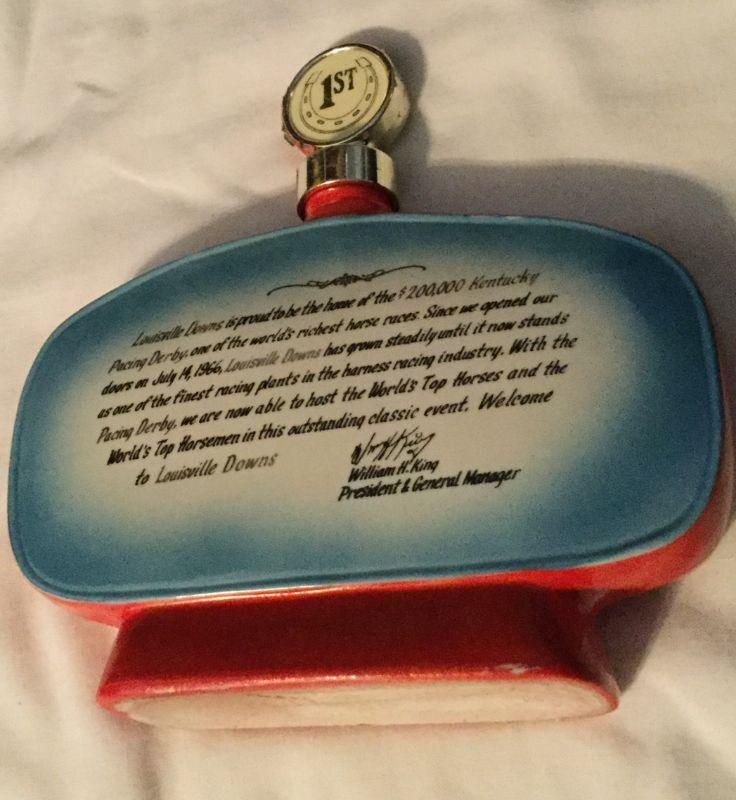 1ST
Louisville Downs is proud to be the home of the $200,000 Kentucky
Pacing Derby, one of the world's richest horse races. Since we opened our
doors on July 14, 1966, Louisville Downs has grown steadily until it now stands
as one of the finest racing plants in the harness racing industry. With the
Pacing Derby, we are now able to host the World's Top Horses and the
World's Top Horsemen in this outstanding classic event. Welcome
to Louisville Downs
Wm H King
William H. King
President & General Manager